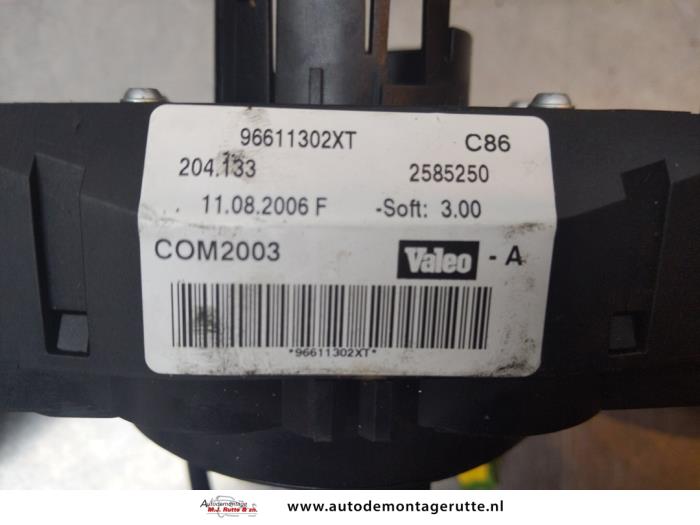 96611302XT C86
204.133 2585250
11.08.2006 F -Soft: 3.00
COM2003 Valeo - A
*96611302XT*
Autodemontage
M.J. Rutte & zn.
www.autodemontagerutte.nl